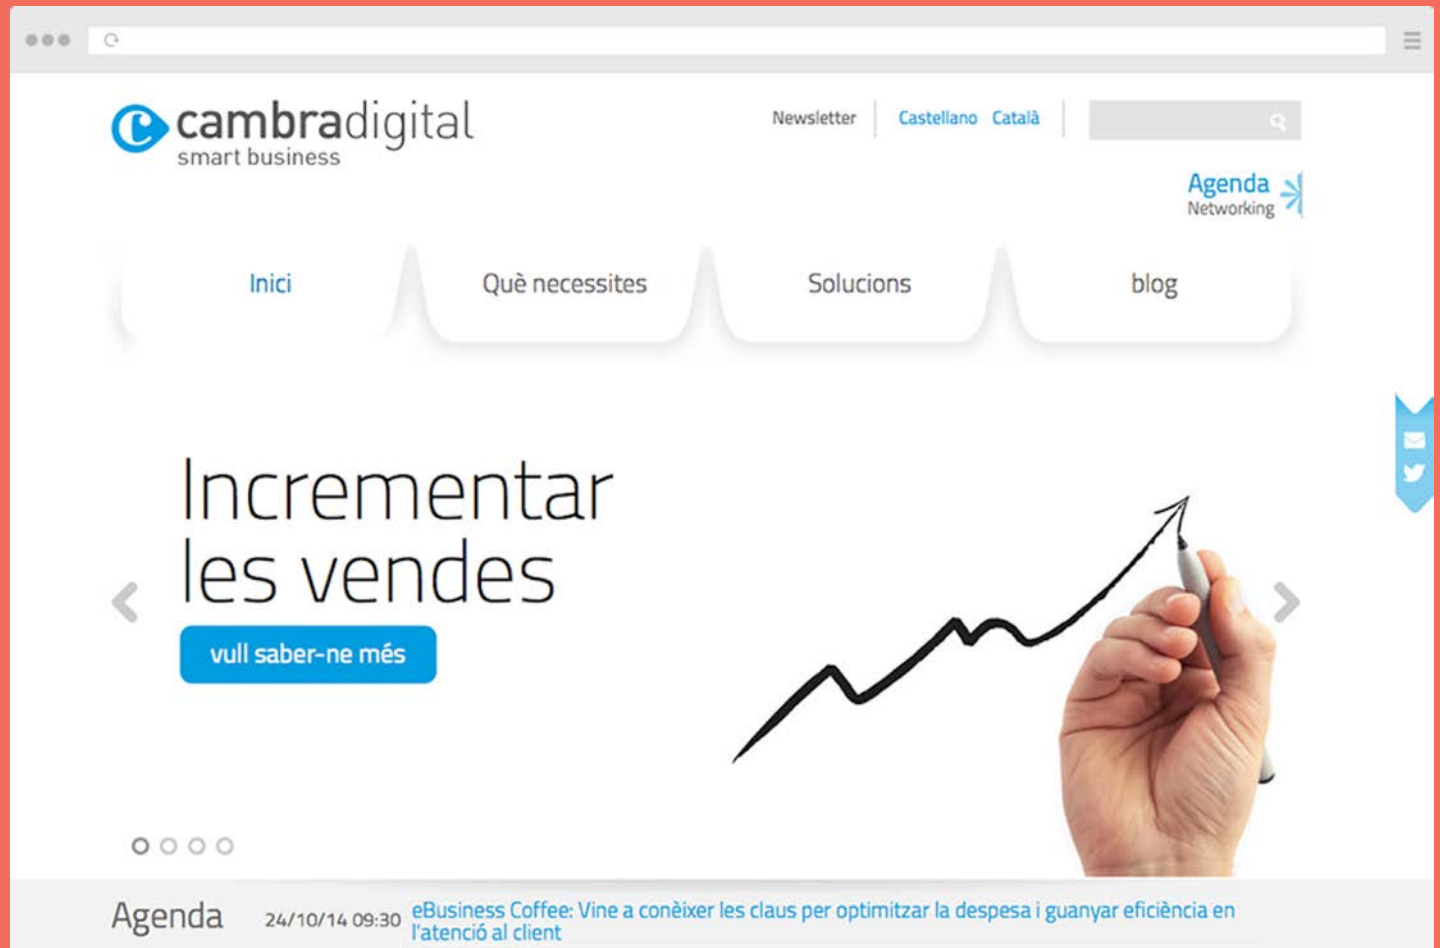 cambradigital
smart business
Newsletter
Castellano Català
Agenda
Networking
Inici
Què necessites
Solucions
blog
Incrementar
les vendes
vull saber-ne més
Agenda
24/10/14 09:30
eBusiness Coffee: Vine a conèixer les claus per optimitzar la despesa i guanyar eficiència en
l'atenció al client